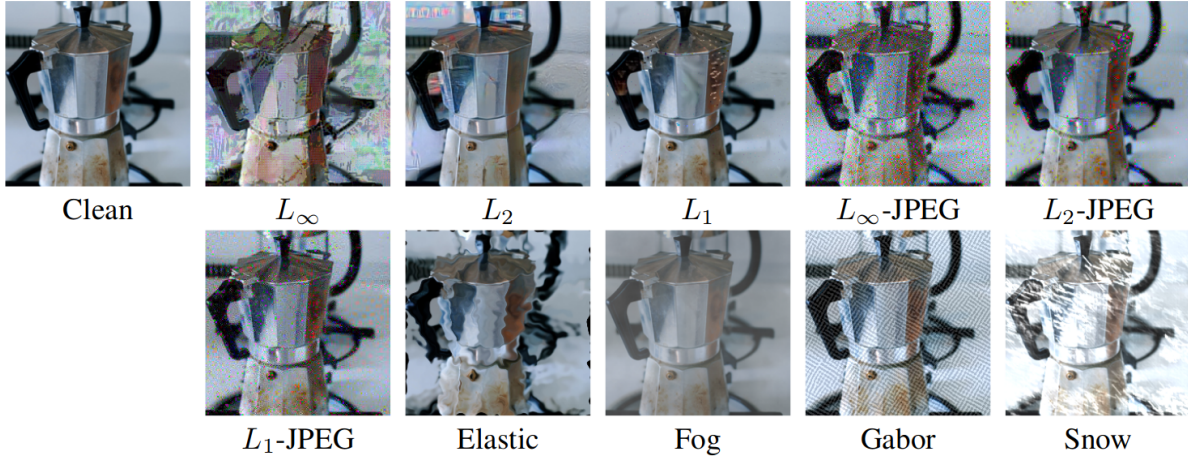 Clean L∞ L2 L1 L∞-JPEG L2-JPEG
L1-JPEG Elastic Fog Gabor Snow